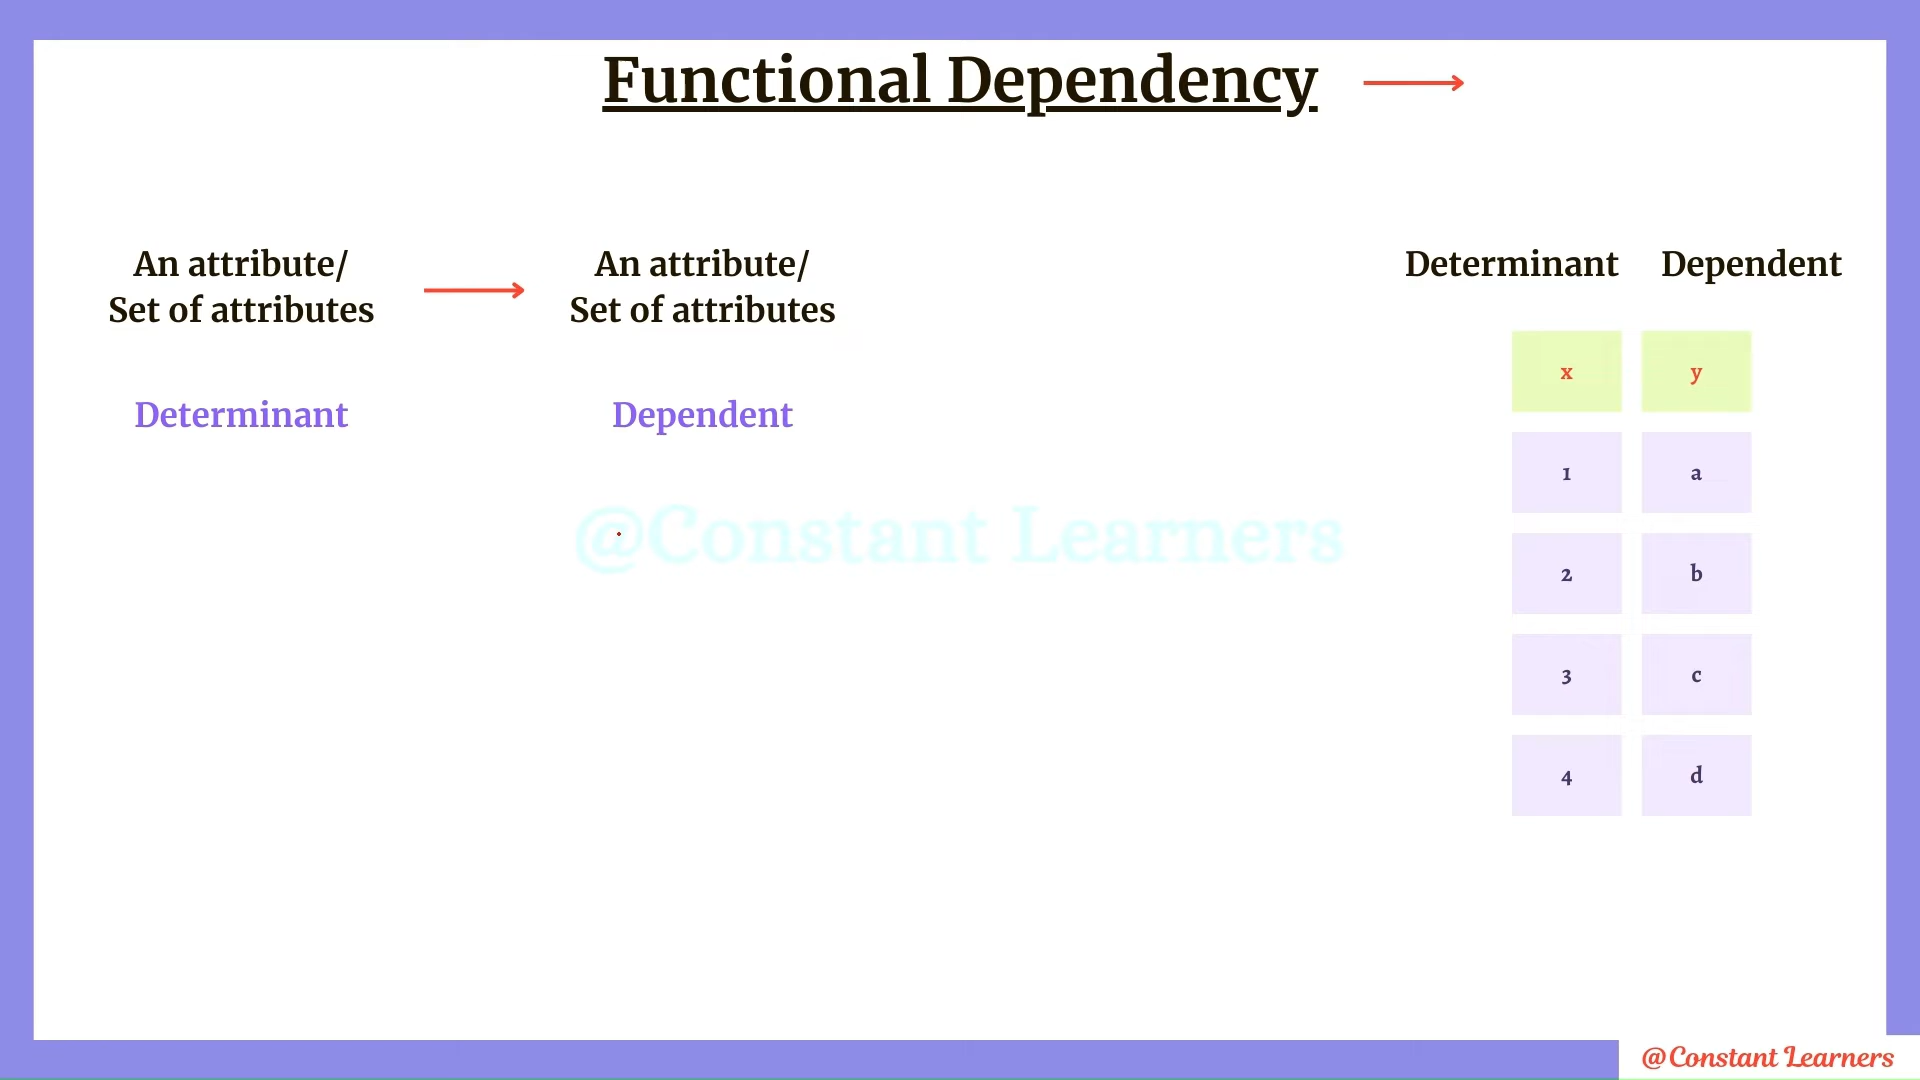 Functional Dependency
An attribute/
Set of attributes
An attribute/
Set of attributes
Determinant
Dependent
Determinant Dependent
x y
1 a
2 b
3 c
4 d
@Constant Learners
@Constant Learners